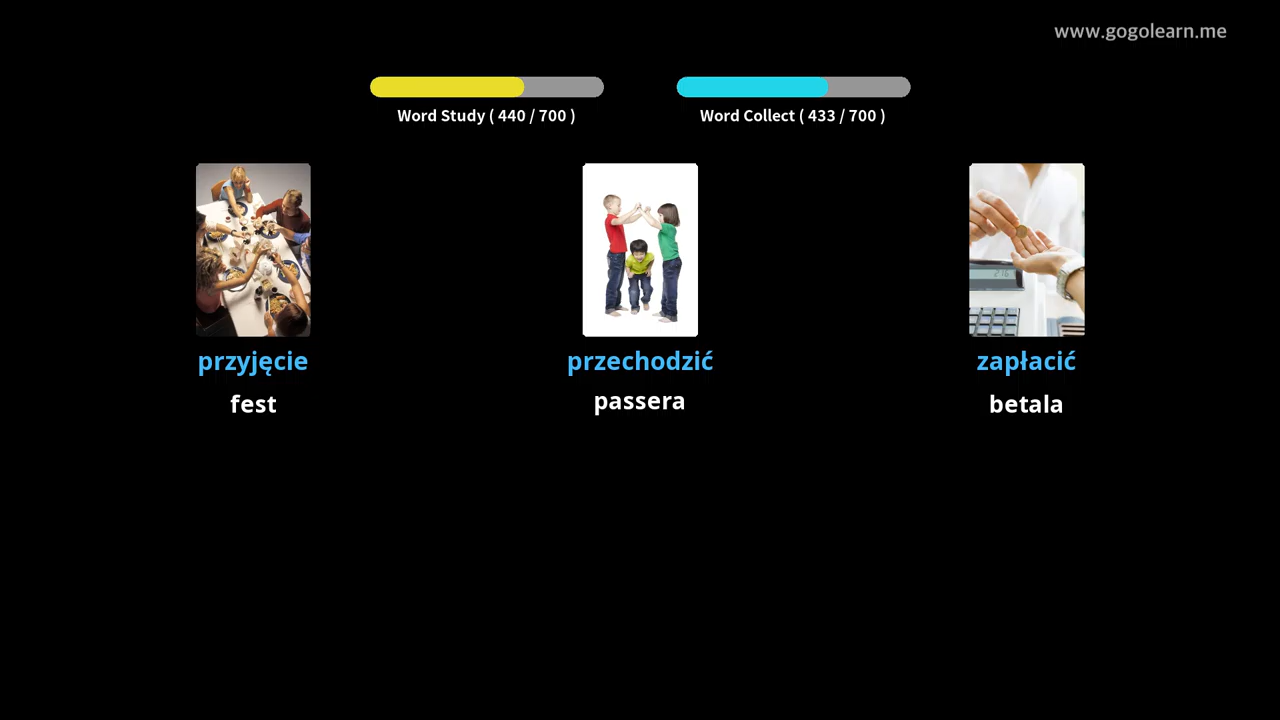 www.gogolearn.me
Word Study ( 440 / 700 )
Word Collect ( 433 / 700 )
przyjęcie
przechodzić
zapłacić
fest
passera
betala